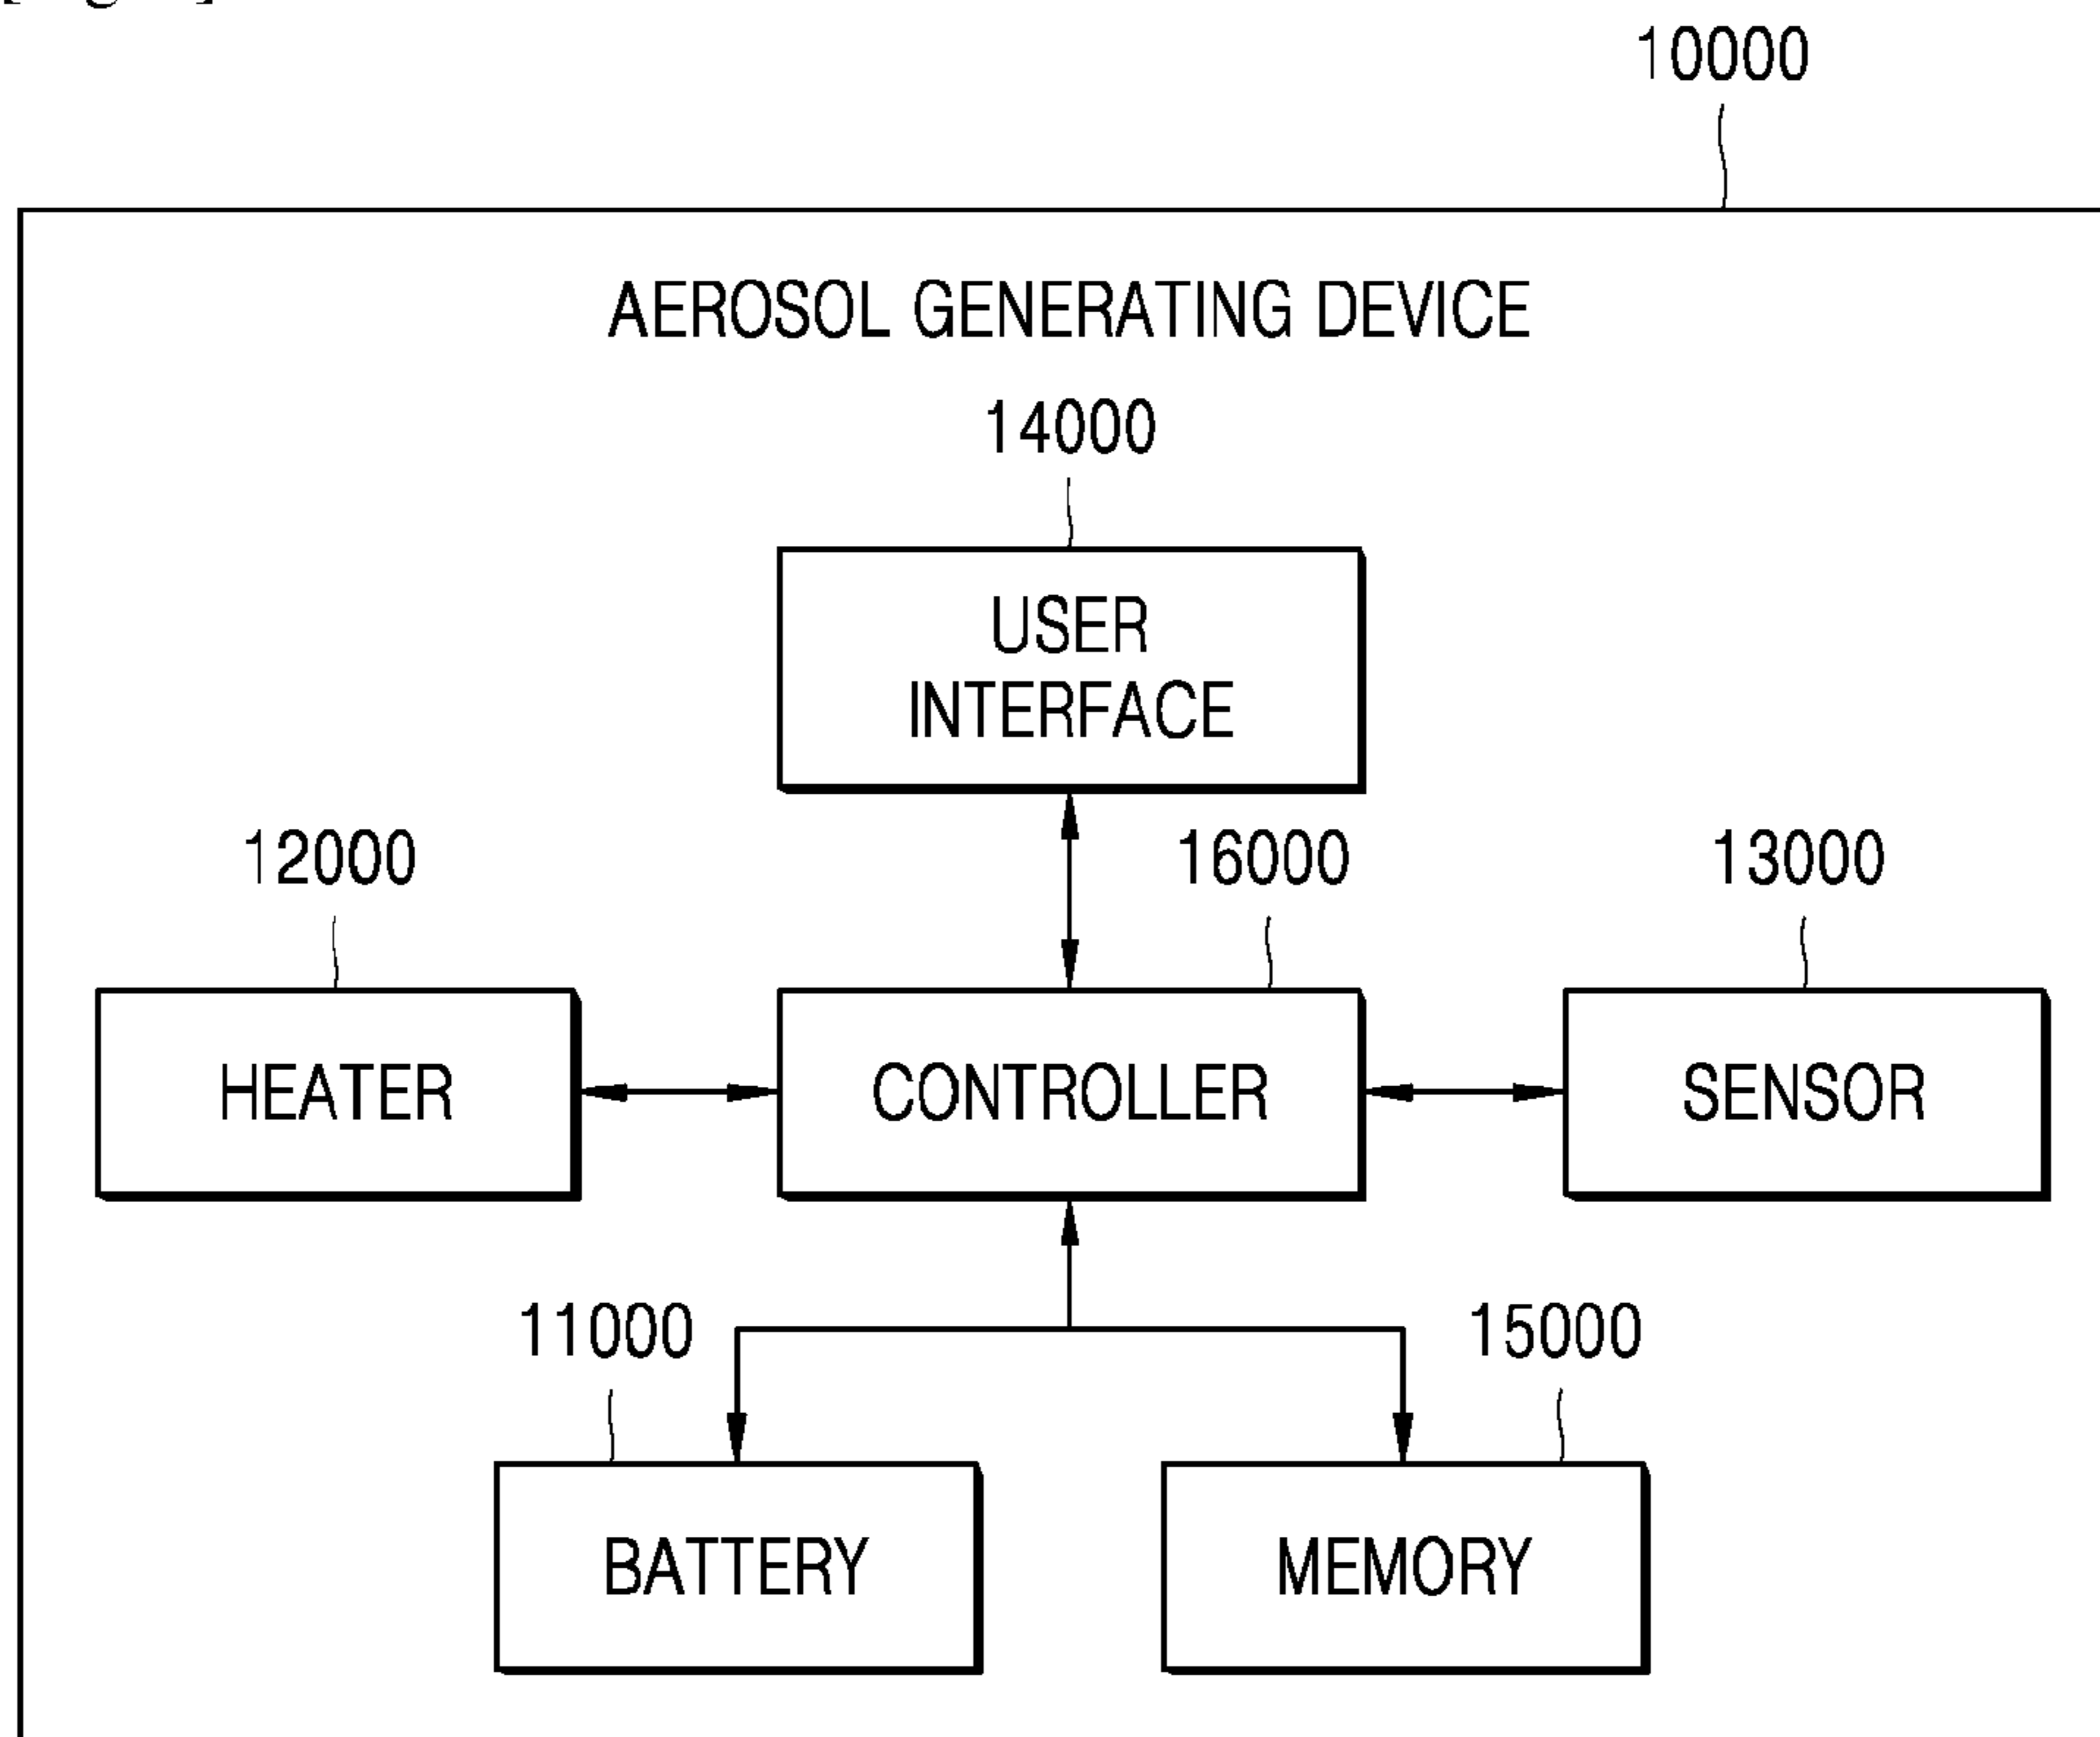 10000
AEROSOL GENERATING DEVICE
14000
USER
INTERFACE
12000
16000
13000
HEATER
CONTROLLER
SENSOR
11000
15000
BATTERY
MEMORY